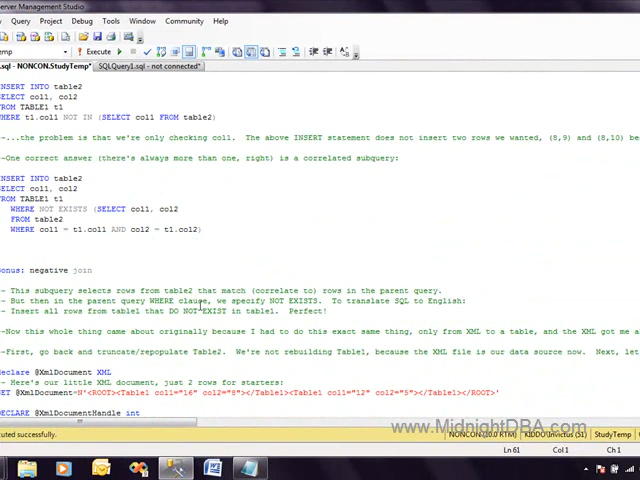 Server Management Studio
Query Project Debug Tools Window Community Help
Execute
.sql - NONCON.StudyTemp* SQLQuery1.sql - not connected*
INSERT INTO table2
SELECT col1, col2
FROM TABLE1 t1
WHERE t1.col1 NOT IN (SELECT col1 FROM table2)
--...the problem is that we're only checking col1. The above INSERT statement does not insert two rows we wanted, (8,9) and (8,10) be
--One correct answer (there's always more than one, right) is a correlated subquery:
INSERT INTO table2
SELECT col1, col2
FROM TABLE1 t1
WHERE NOT EXISTS (SELECT col1, col2
FROM table2
WHERE col1 = t1.col1 AND col2 = t1.col2)
Bonus: negative join
-- This subquery selects rows from table2 that match (correlate to) rows in the parent query.
-- But then in the parent query WHERE clause, we specify NOT EXISTS. To translate SQL to English:
-- Insert all rows from table1 that DO NOT EXIST in table1. Perfect!
--Now this whole thing came about originally because I had to do this exact same thing, only from XML to a table, and the XML got me a
--First, go back and truncate/repopulate Table2. We're not rebuilding Table1, because the XML file is our data source now. Next, let
declare @XmlDocument XML
-- Here's our little XML document, just 2 rows for starters:
SET @XmlDocument=N'<ROOT><Table1 col1="16" col2="8"></Table1><Table1 col1="12" col2="5"></Table1></ROOT>'
DECLARE @XmlDocumentHandle int
www.MidnightDBA.com
uted successfully. NONCON (10.0 RTM) KIDDO\Invictus (51) StudyTemp
Ln 61 Col 1